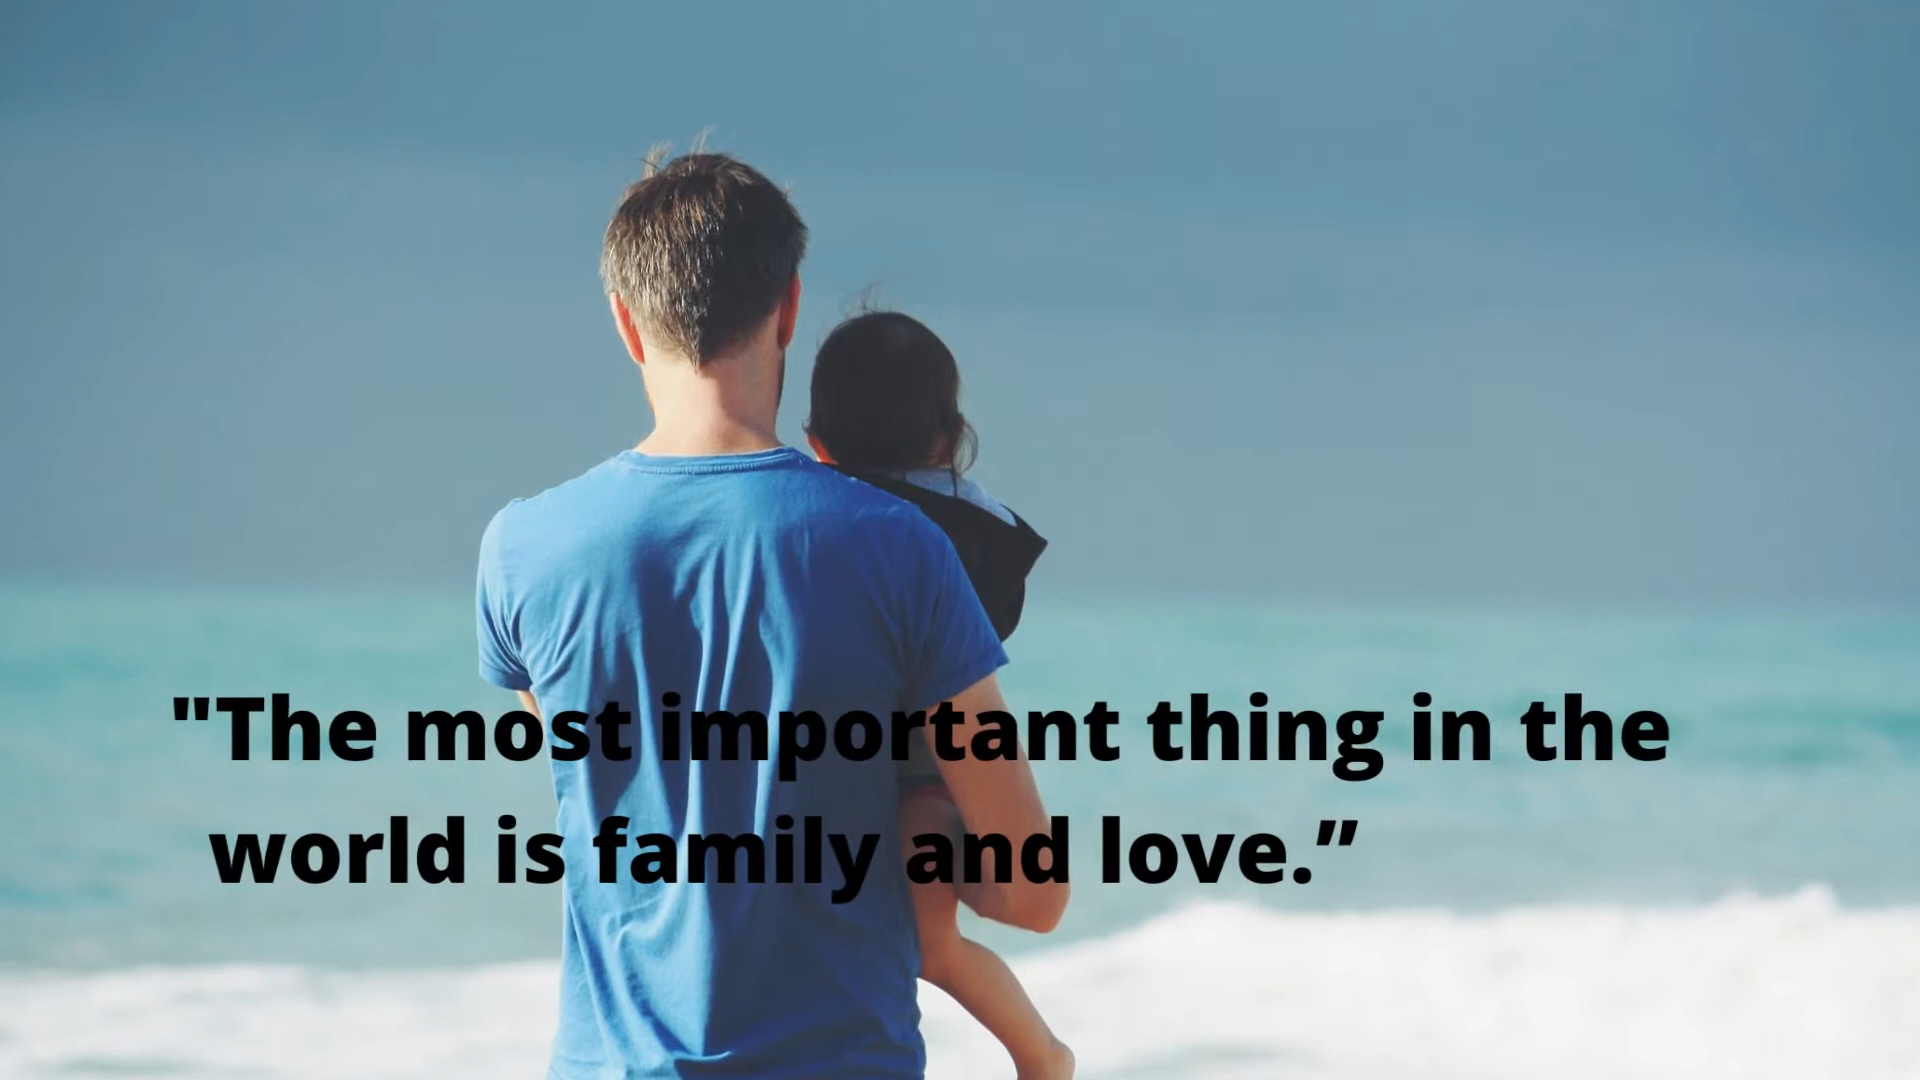 "The most important thing in the
world is family and love.”